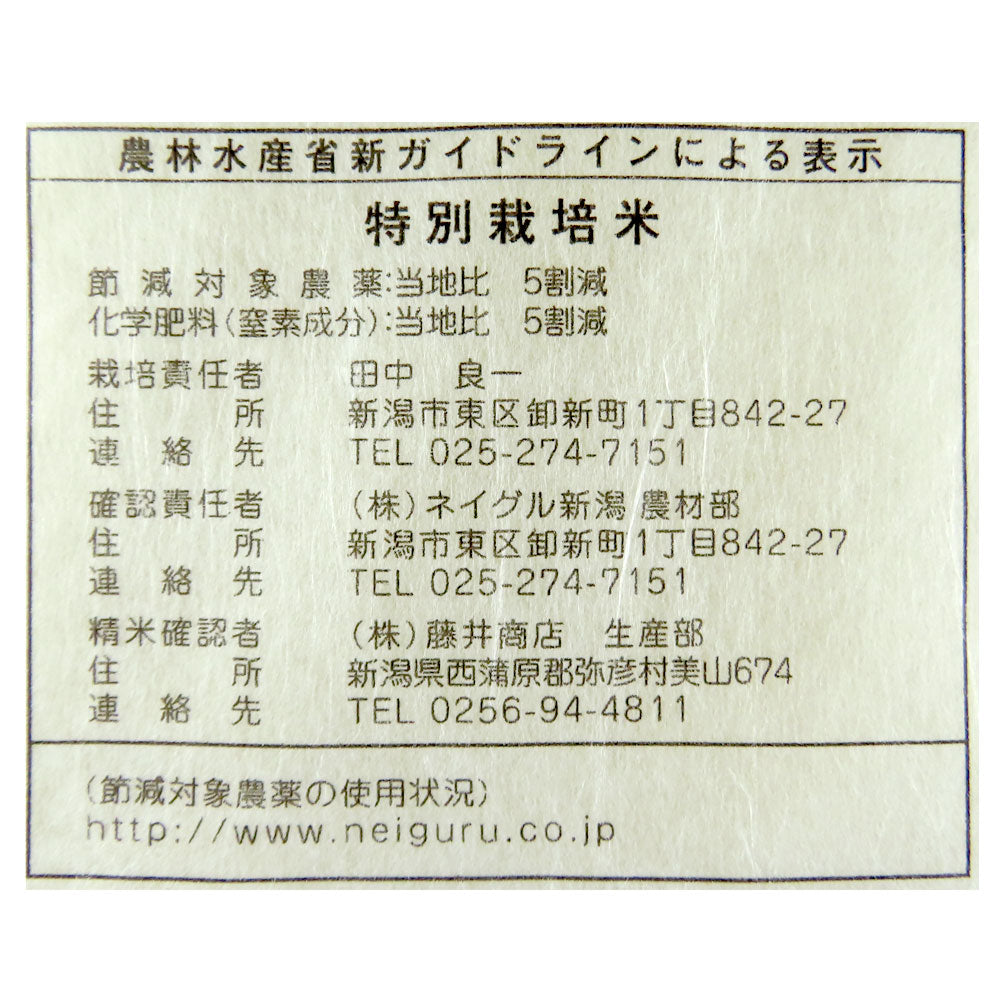 農林水産省新ガイドラインによる表示
特別栽培米
節減対象農薬:当地比 5割減
化学肥料(窒素成分):当地比 5割減
栽培責任者 田中 良一
住所 新潟市東区卸新町1丁目842-27
連絡先 TEL 025-274-7151
確認責任者 (株)ネイグル新潟 農材部
住所 新潟市東区卸新町1丁目842-27
連絡先 TEL 025-274-7151
精米確認者 (株)藤井商店 生産部
住所 新潟県西蒲原郡弥彦村美山674
連絡先 TEL 0256-94-4811
(節減対象農薬の使用状況)
http://www.neiguru.co.jp